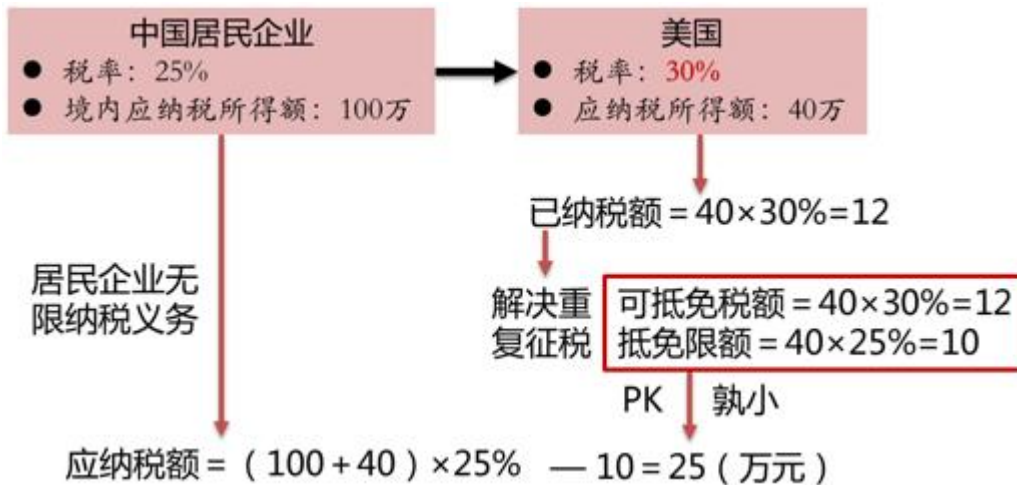 中国居民企业
● 税率：25%
● 境内应纳税所得额：100万
美国
● 税率：30%
● 应纳税所得额：40万
已纳税额＝40×30%=12
居民企业无
限纳税义务
解决重
复征税
可抵免税额＝40×30%=12
抵免限额＝40×25%=10
PK 孰小
应纳税额＝（100＋40）×25% — 10＝25（万元）